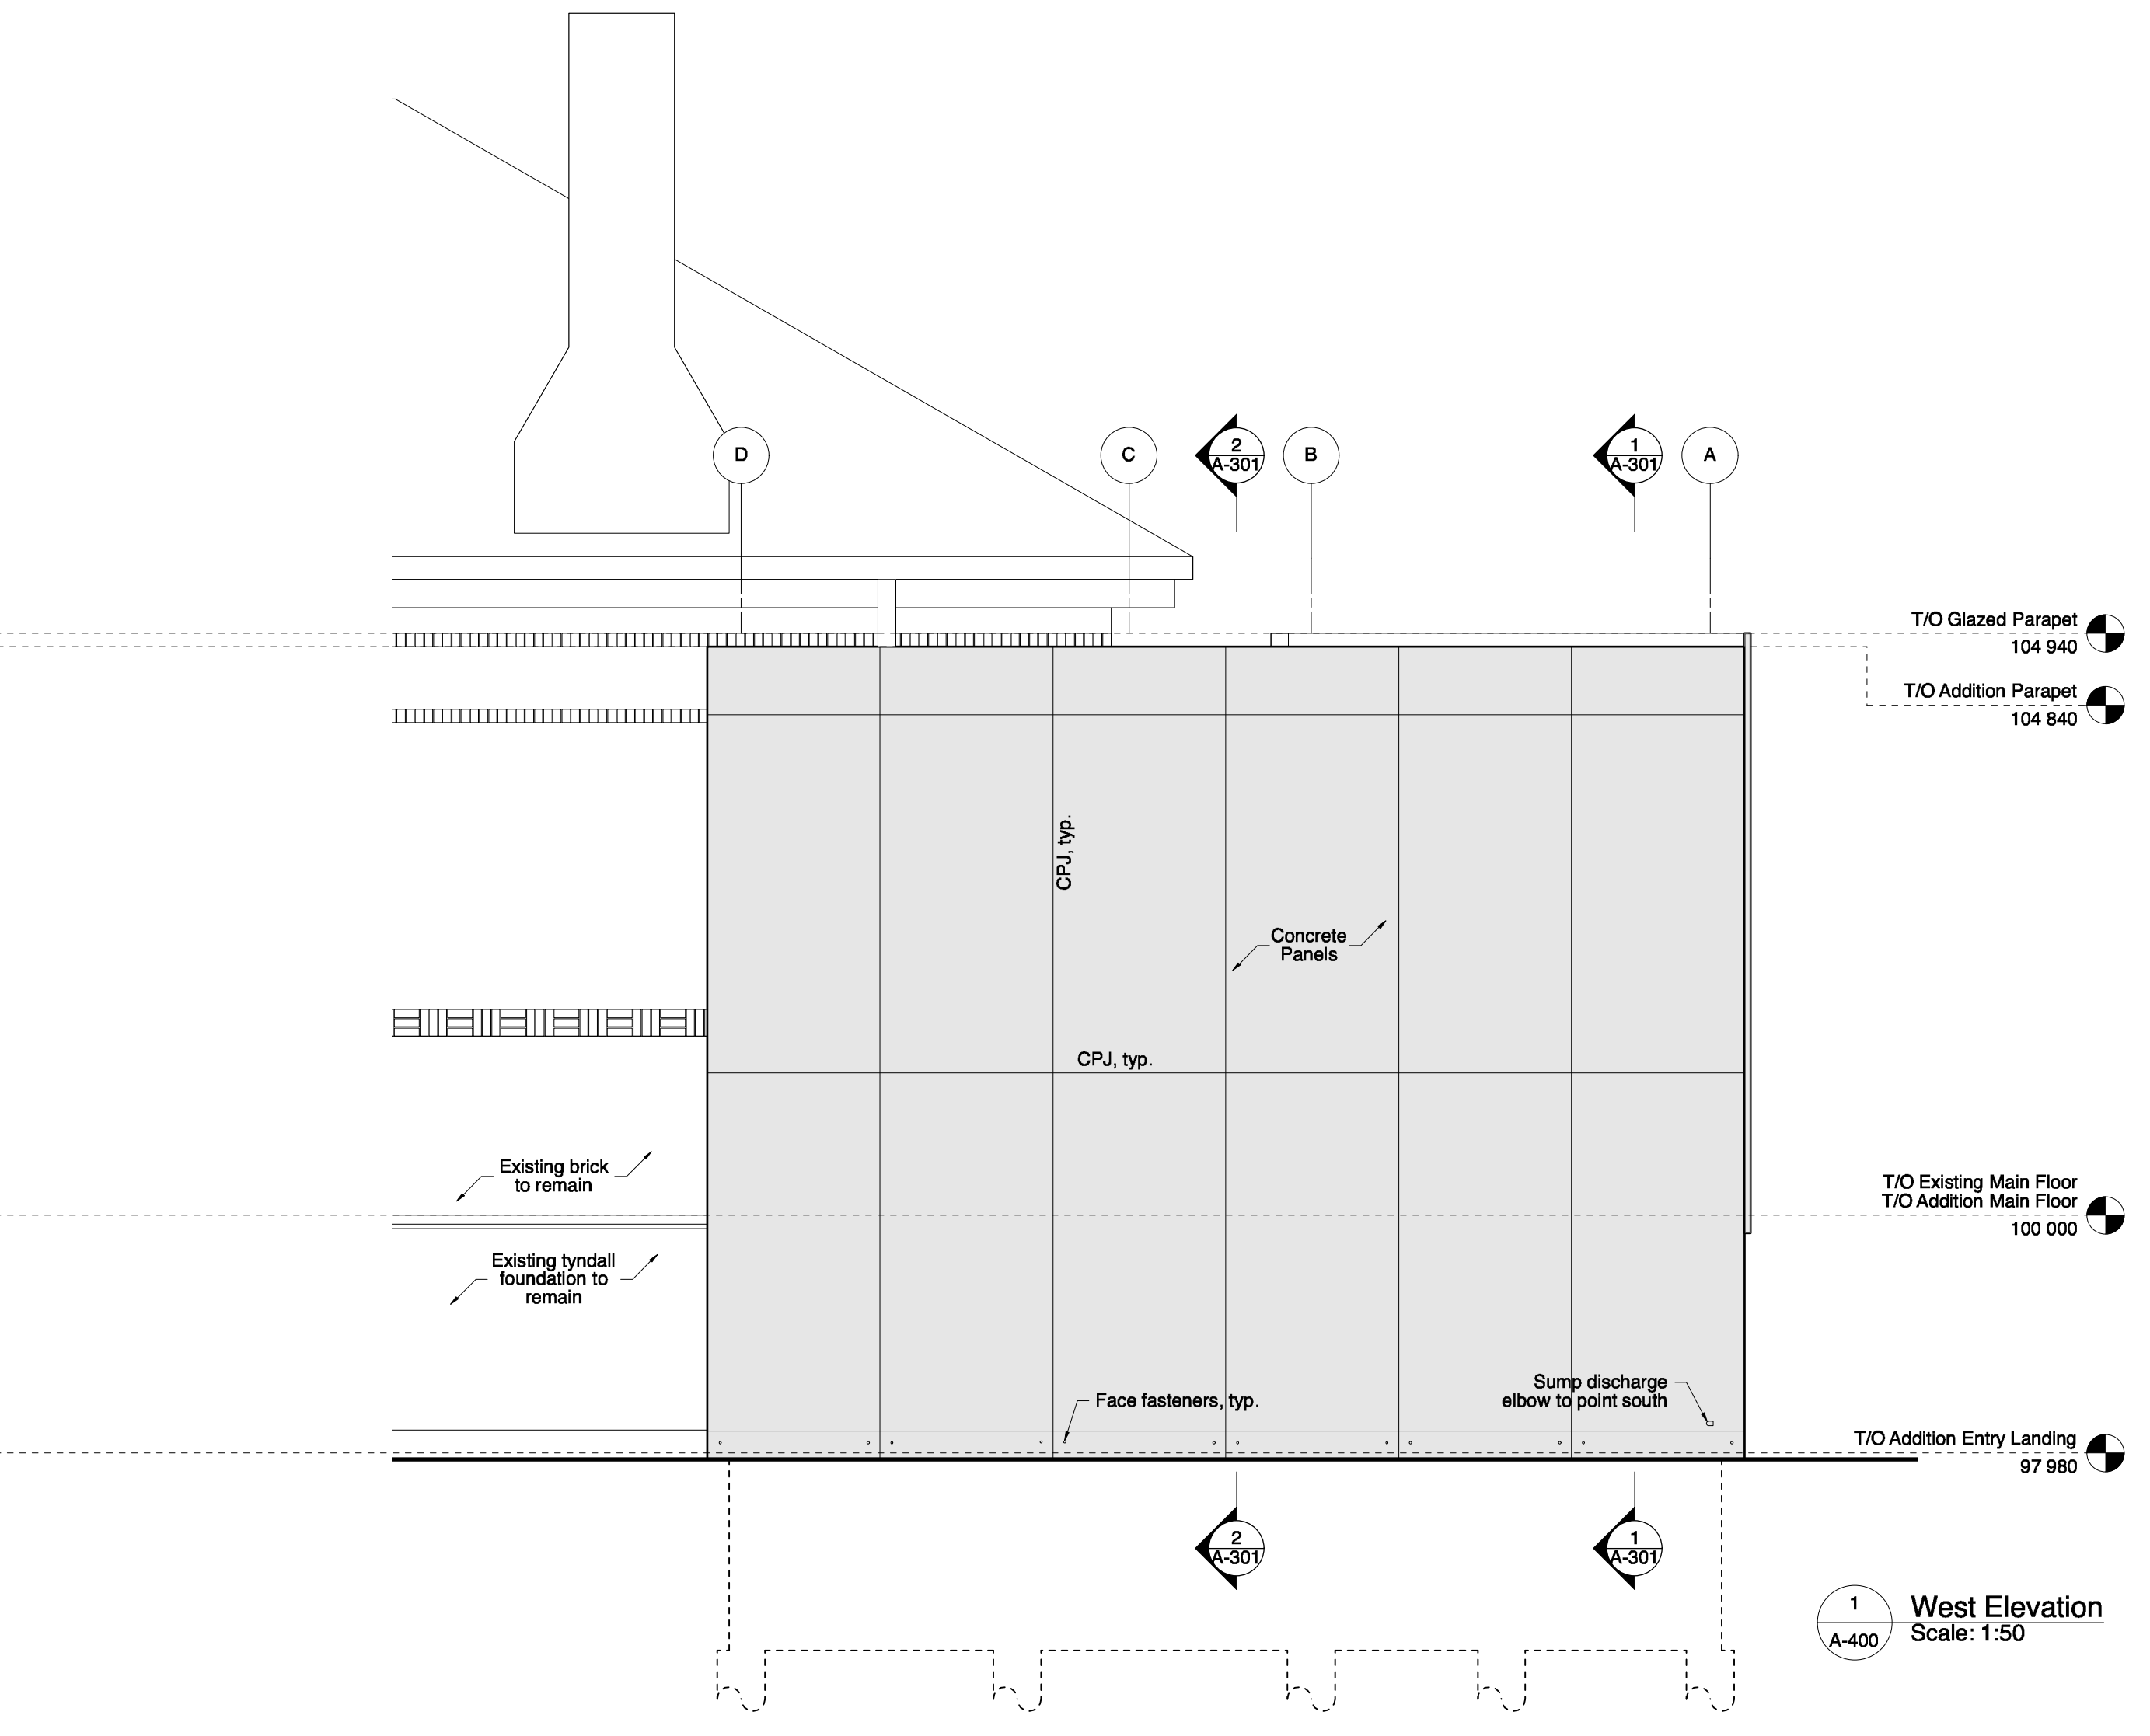 D
C
2
A-301
B
1
A-301
A
T/O Glazed Parapet
104 940
T/O Addition Parapet
104 840
CPJ, typ.
Concrete
Panels
CPJ, typ.
Existing brick
to remain
T/O Existing Main Floor
T/O Addition Main Floor
100 000
Existing tyndall
foundation to
remain
Sump discharge
elbow to point south
Face fasteners, typ.
T/O Addition Entry Landing
97 980
2
A-301
1
A-301
1
A-400
West Elevation
Scale: 1:50